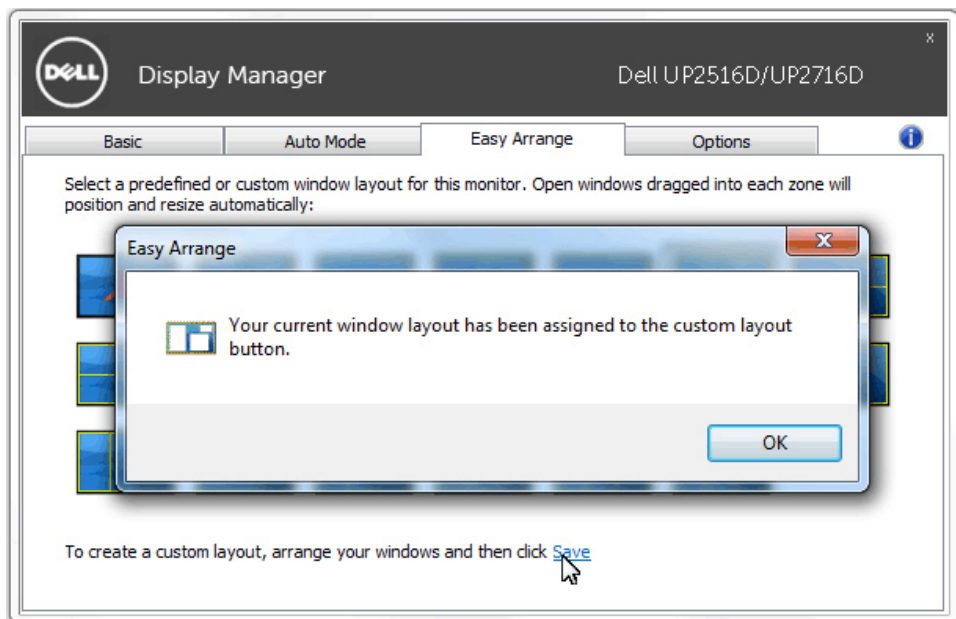 DELL
Display Manager
Dell UP2516D/UP2716D
x
Basic
Auto Mode
Easy Arrange
Options
i
Select a predefined or custom window layout for this monitor. Open windows dragged into each zone will
position and resize automatically:
Easy Arrange
x
Your current window layout has been assigned to the custom layout
button.
OK
To create a custom layout, arrange your windows and then click Save